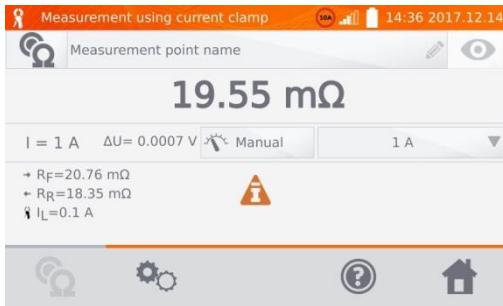 Measurement using current clamp 10A 14:36 2017.12.14
Measurement point name
19.55 mΩ
I = 1 A ΔU= 0.0007 V Manual 1 A
→ RF=20.76 mΩ
← RR=18.35 mΩ
IL=0.1 A